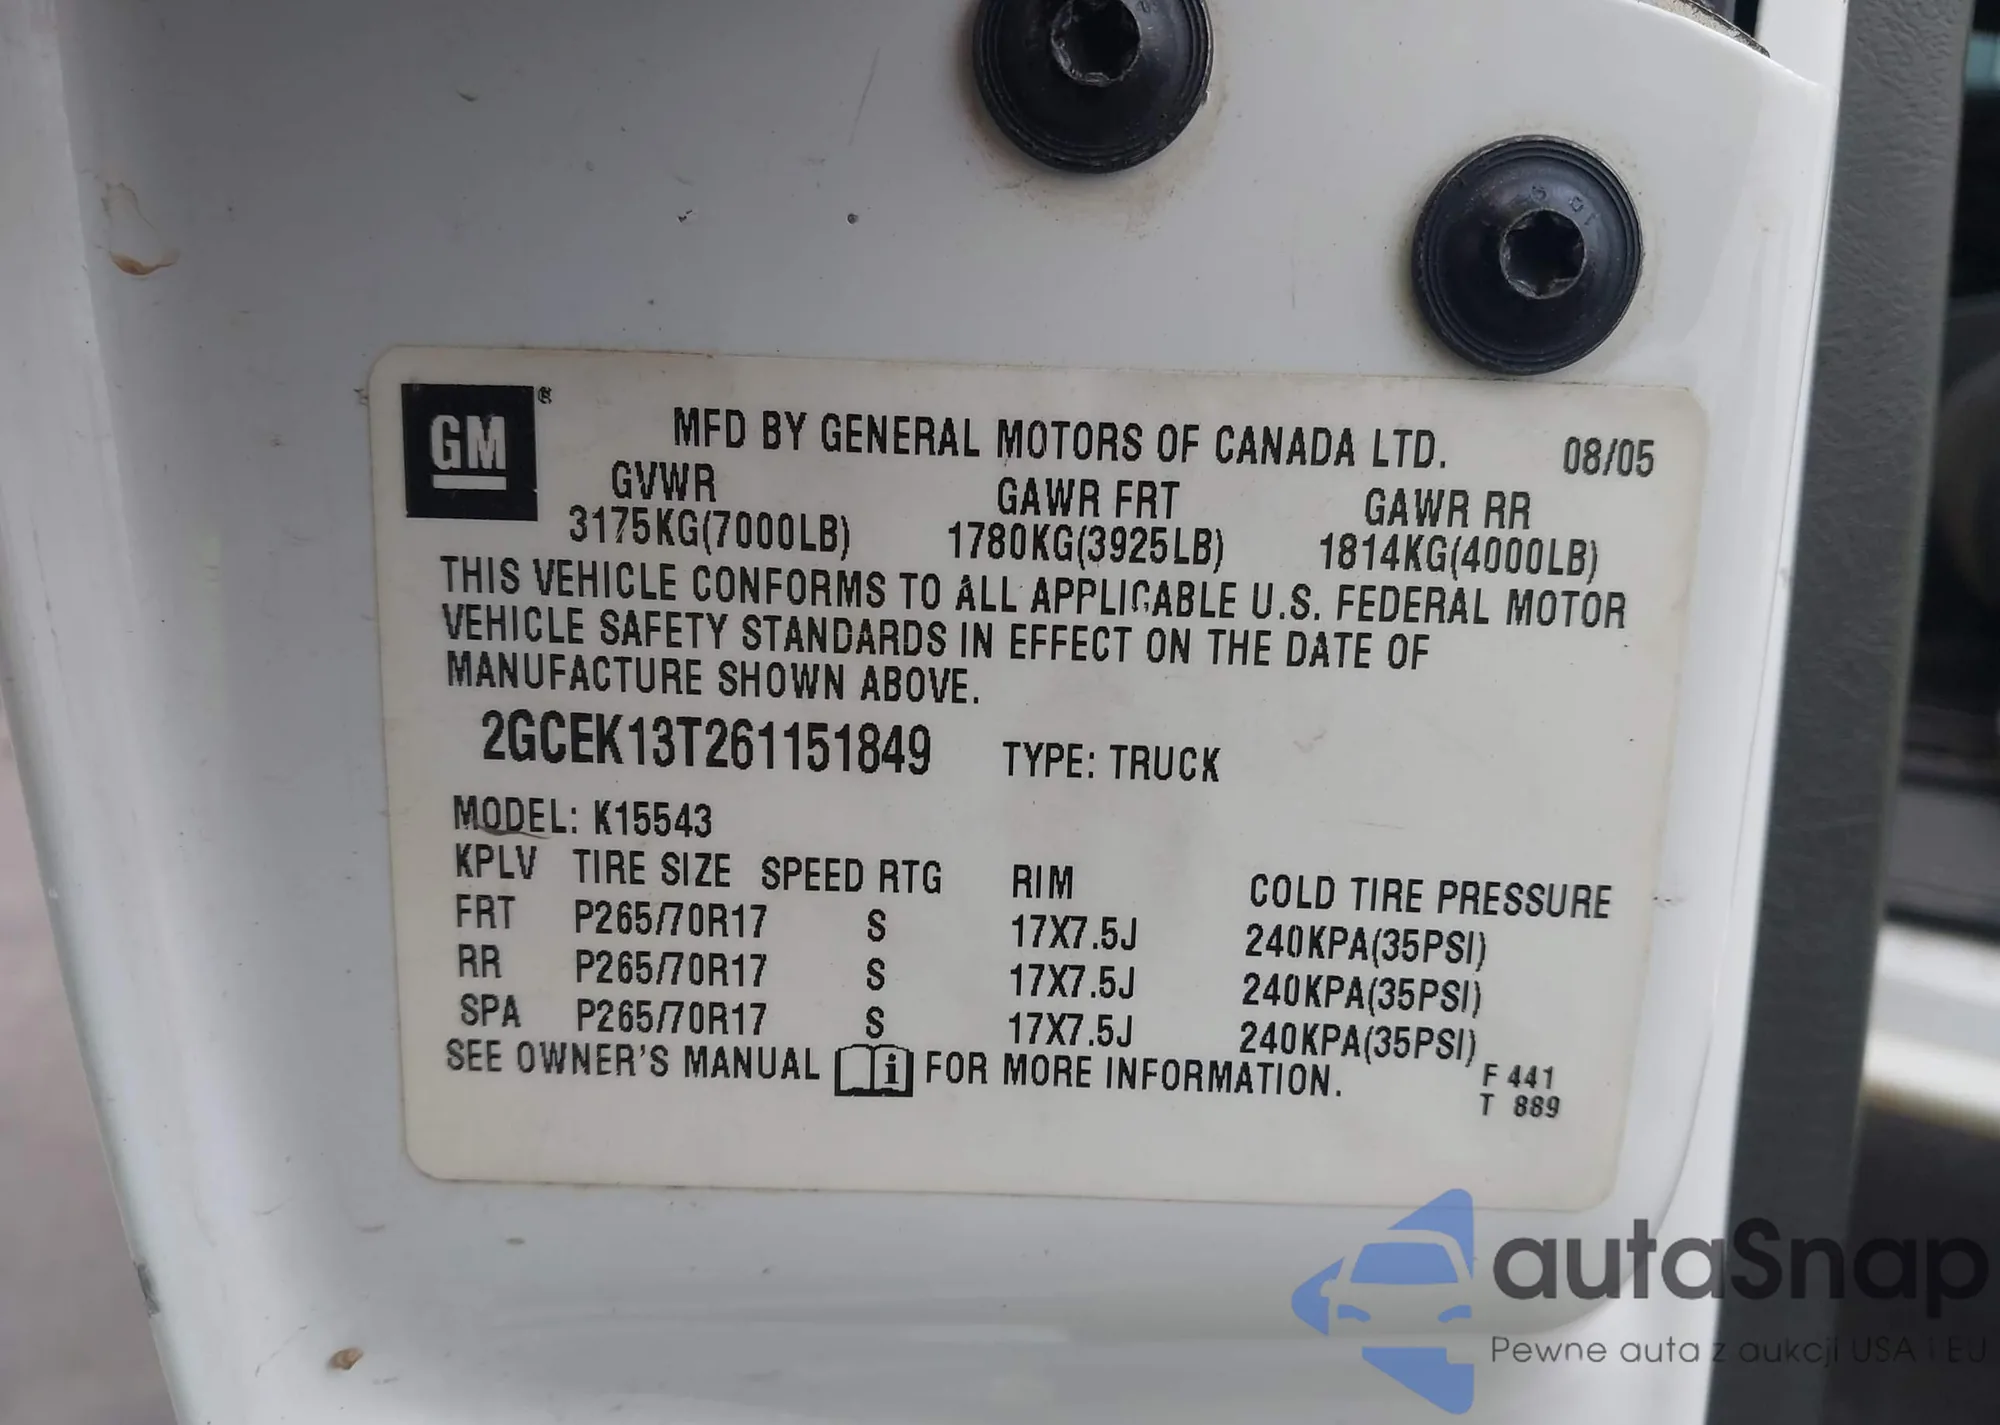 GM®
MFD BY GENERAL MOTORS OF CANADA LTD. 08/05
GVWR GAWR FRT GAWR RR
3175KG(7000LB) 1780KG(3925LB) 1814KG(4000LB)
THIS VEHICLE CONFORMS TO ALL APPLICABLE U.S. FEDERAL MOTOR
VEHICLE SAFETY STANDARDS IN EFFECT ON THE DATE OF
MANUFACTURE SHOWN ABOVE.
2GCEK13T261151849 TYPE: TRUCK
MODEL: K15543
KPLV TIRE SIZE SPEED RTG RIM COLD TIRE PRESSURE
FRT P265/70R17 S 17X7.5J 240KPA(35PSI)
RR P265/70R17 S 17X7.5J 240KPA(35PSI)
SPA P265/70R17 S 17X7.5J 240KPA(35PSI)
SEE OWNER'S MANUAL i FOR MORE INFORMATION.
F 441
T 889
autaSnap
Pewne auta z aukcji USA i EU